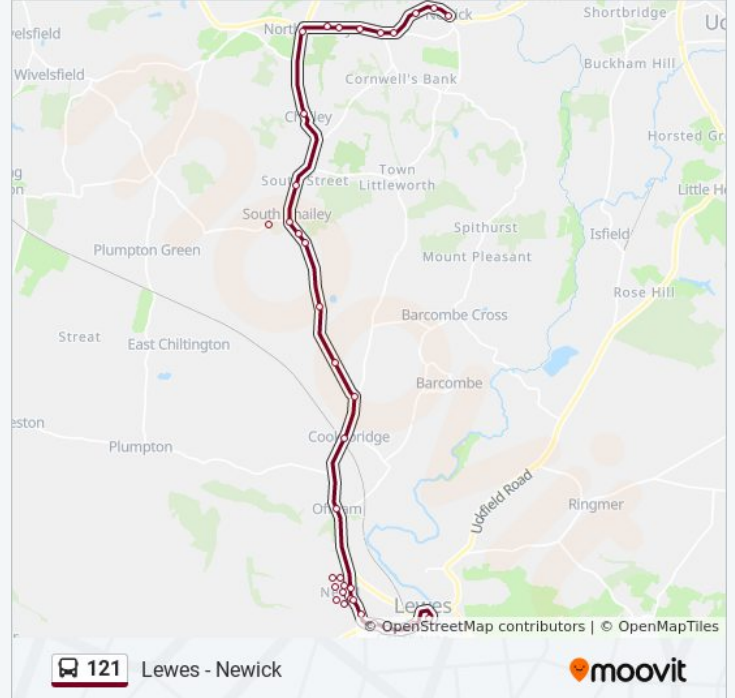 velsfield
North
Newick
Shortbridge
Uc
Wivelsfield
Cornwell's Bank
Buckham Hill
Chailey
Horsted Gr
Town
Littleworth
South Street
Little Ho
South Chailey
Spithurst
Isfield
Plumpton Green
Mount Pleasant
Rose Hill
Barcombe Cross
Streat
East Chiltington
Barcombe
eston
Cooksbridge
Plumpton
Uckfield Road
Ringmer
Offham
Lewes
© OpenStreetMap contributors | © OpenMapTiles
121 Lewes - Newick
moovit